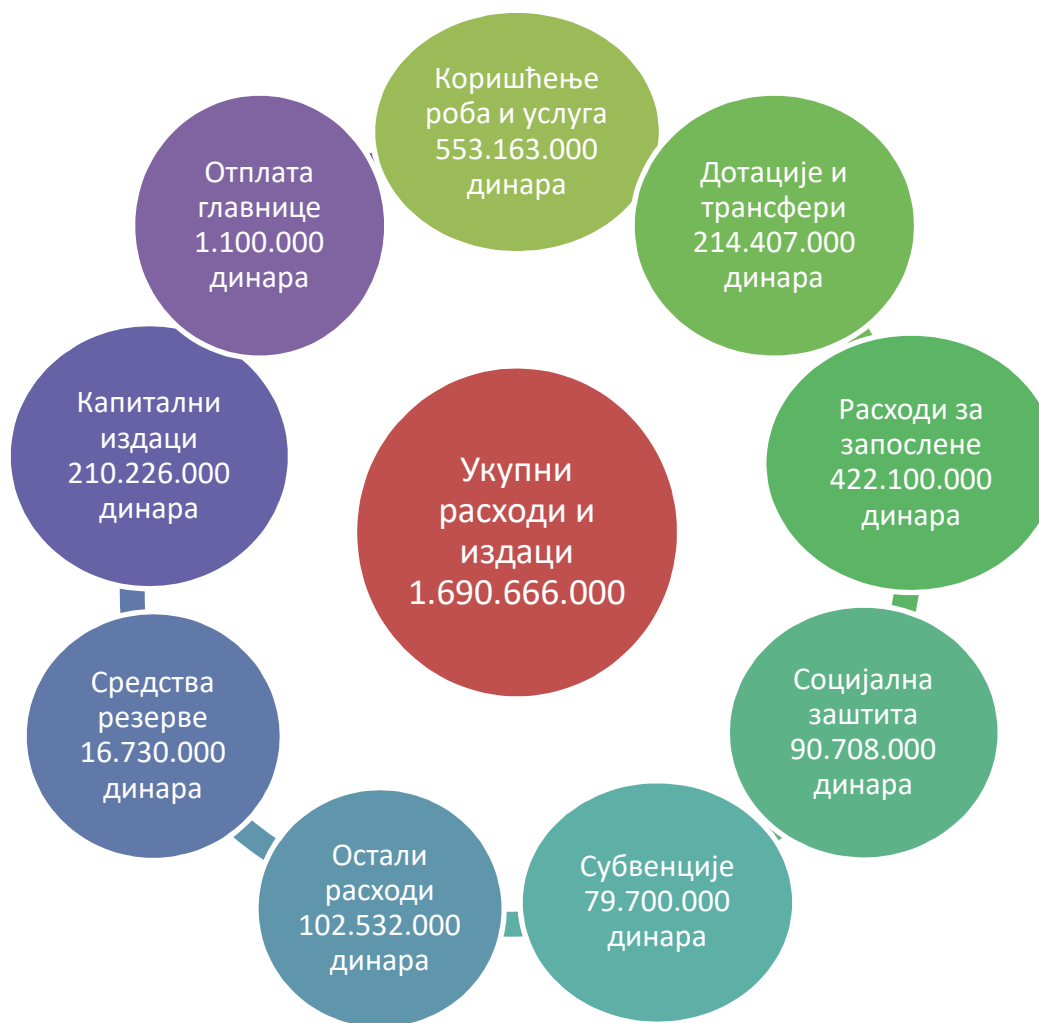 Коришћење
роба и услуга
553.163.000
динара
Дотације и
трансфери
214.407.000
динара
Расходи за
запослене
422.100.000
динара
Социјална
заштита
90.708.000
динара
Субвенције
79.700.000
динара
Остали
расходи
102.532.000
динара
Средства
резерве
16.730.000
динара
Капитални
издаци
210.226.000
динара
Отплата
главнице
1.100.000
динара
Укупни
расходи и
издаци
1.690.666.000